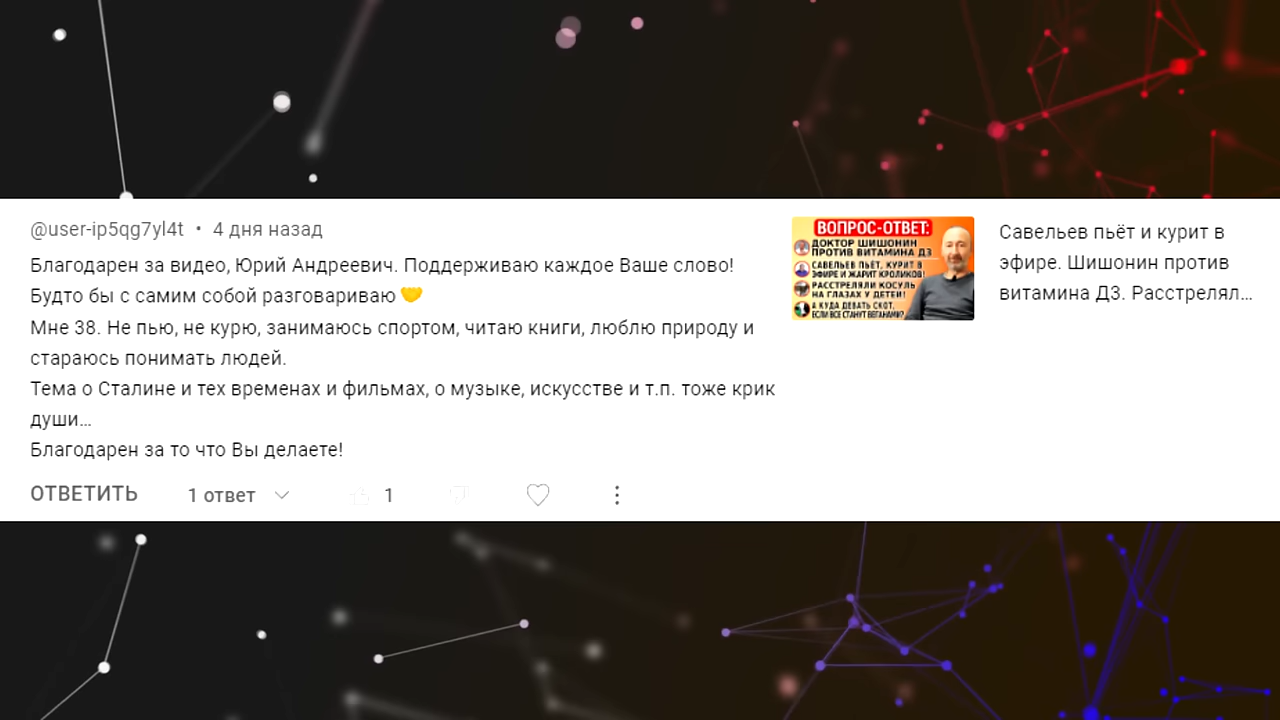 @user-ip5qg7yl4t • 4 дня назад
Благодарен за видео, Юрий Андреевич. Поддерживаю каждое Ваше слово!
Будто бы с самим собой разговариваю 💛
Мне 38. Не пью, не курю, занимаюсь спортом, читаю книги, люблю природу и
стараюсь понимать людей.
Тема о Сталине и тех временах и фильмах, о музыке, искусстве и т.п. тоже крик
души...
Благодарен за то что Вы делаете!
ОТВЕТИТЬ 1 ответ 1
ВОПРОС-ОТВЕТ:
ДОКТОР ШИШОНИН
ПРОТИВ ВИТАМИНА Д3
САВЕЛЬЕВ ПЬЁТ, КУРИТ В
ЭФИРЕ И ЖАРИТ КРОЛИКОВ!
РАССТРЕЛЯЛИ КОСУЛЬ
НА ГЛАЗАХ У ДЕТЕЙ!
А КУДА ДЕВАТЬ СКОТ,
ЕСЛИ ВСЕ СТАНУТ ВЕГАНАМИ?
Савельев пьёт и курит в
эфире. Шишонин против
витамина Д3. Расстрелял...